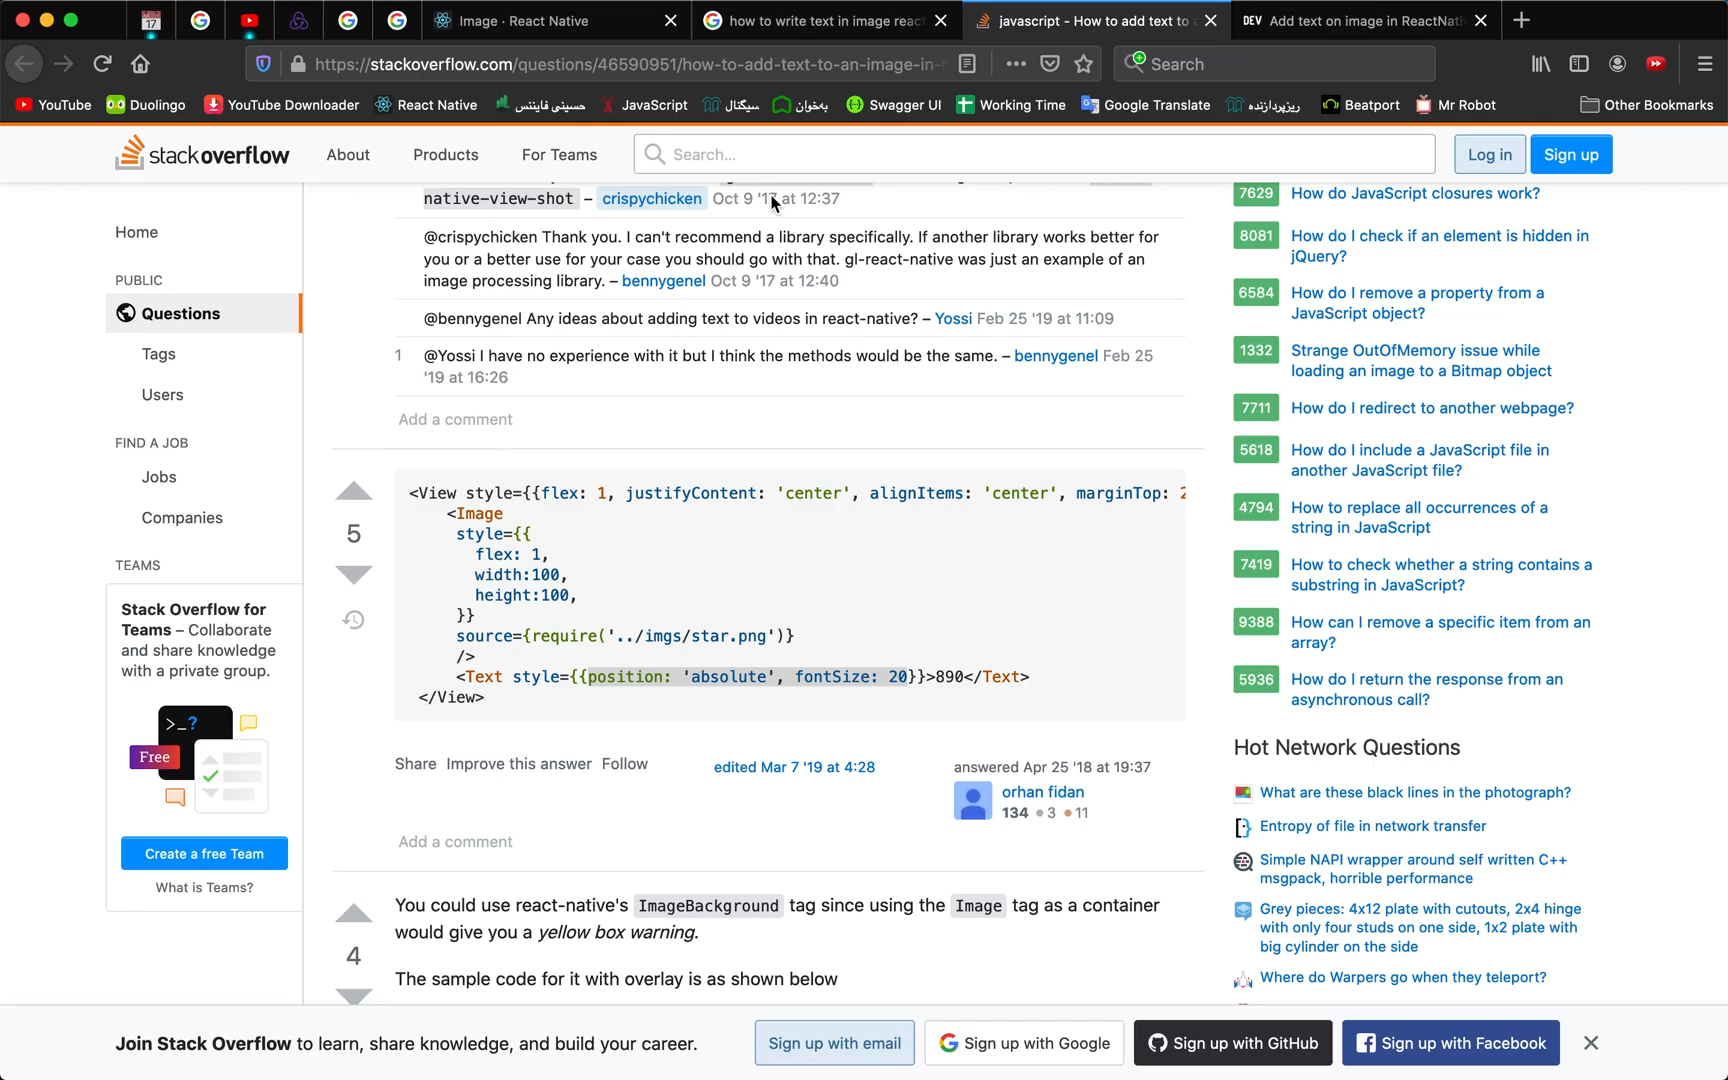 17
Image · React Native
how to write text in image reac
javascript - How to add text to
DEV Add text on image in ReactNati
https://stackoverflow.com/questions/46590951/how-to-add-text-to-an-image-in-r
Search
YouTube
Duolingo
YouTube Downloader
React Native
حسینی فایننس
JavaScript
سیگنال
بەخوان
Swagger UI
Working Time
Google Translate
ریزپردازنده
Beatport
Mr Robot
Other Bookmarks
stackoverflow
About
Products
For Teams
Search...
Log in
Sign up
Home
PUBLIC
Questions
Tags
Users
FIND A JOB
Jobs
Companies
TEAMS
Stack Overflow for
Teams – Collaborate
and share knowledge
with a private group.
>_?
Free
Create a free Team
What is Teams?
native-view-shot – crispychicken Oct 9 '17 at 12:37
@crispychicken Thank you. I can't recommend a library specifically. If another library works better for
you or a better use for your case you should go with that. gl-react-native was just an example of an
image processing library. – bennygenel Oct 9 '17 at 12:40
@bennygenel Any ideas about adding text to videos in react-native? – Yossi Feb 25 '19 at 11:09
1 @Yossi I have no experience with it but I think the methods would be the same. – bennygenel Feb 25
'19 at 16:26
Add a comment
5
<View style={{flex: 1, justifyContent: 'center', alignItems: 'center', marginTop: 2
<Image
style={{
flex: 1,
width:100,
height:100,
}}
source={require('../imgs/star.png')}
/>
<Text style={{position: 'absolute', fontSize: 20}}>890</Text>
</View>
Share Improve this answer Follow
edited Mar 7 '19 at 4:28
answered Apr 25 '18 at 19:37
orhan fidan
134 3 11
Add a comment
4
You could use react-native's ImageBackground tag since using the Image tag as a container
would give you a yellow box warning.
The sample code for it with overlay is as shown below
7629 How do JavaScript closures work?
8081 How do I check if an element is hidden in
jQuery?
6584 How do I remove a property from a
JavaScript object?
1332 Strange OutOfMemory issue while
loading an image to a Bitmap object
7711 How do I redirect to another webpage?
5618 How do I include a JavaScript file in
another JavaScript file?
4794 How to replace all occurrences of a
string in JavaScript
7419 How to check whether a string contains a
substring in JavaScript?
9388 How can I remove a specific item from an
array?
5936 How do I return the response from an
asynchronous call?
Hot Network Questions
What are these black lines in the photograph?
Entropy of file in network transfer
Simple NAPI wrapper around self written C++
msgpack, horrible performance
Grey pieces: 4x12 plate with cutouts, 2x4 hinge
with only four studs on one side, 1x2 plate with
big cylinder on the side
Where do Warpers go when they teleport?
Join Stack Overflow to learn, share knowledge, and build your career.
Sign up with email
Sign up with Google
Sign up with GitHub
Sign up with Facebook